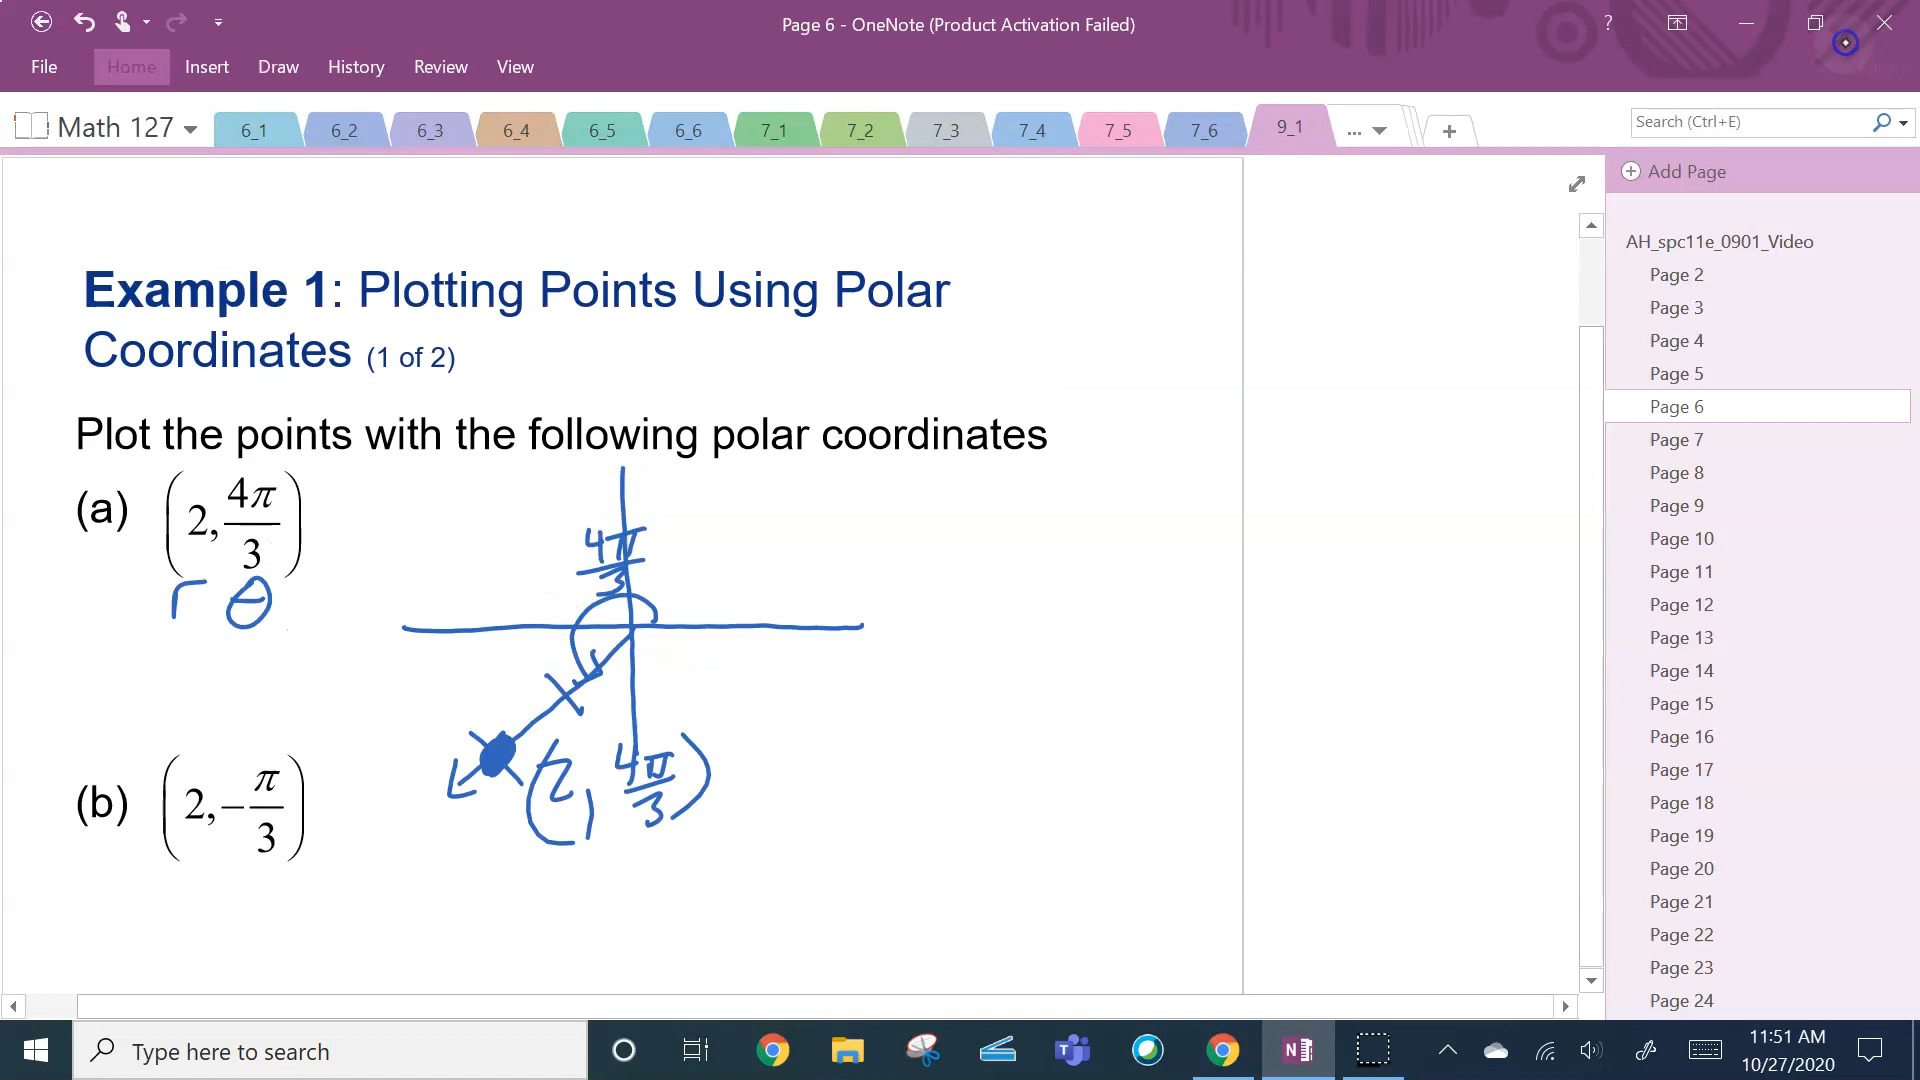 Page 6 - OneNote (Product Activation Failed)
?
File Home Insert Draw History Review View
Math 127
6_1 6_2 6_3 6_4 6_5 6_6 7_1 7_2 7_3 7_4 7_5 7_6 9_1 ... +
Search (Ctrl+E)
Add Page
AH_spc11e_0901_Video
Page 2
Page 3
Page 4
Page 5
Page 6
Page 7
Page 8
Page 9
Page 10
Page 11
Page 12
Page 13
Page 14
Page 15
Page 16
Page 17
Page 18
Page 19
Page 20
Page 21
Page 22
Page 23
Page 24
Example 1: Plotting Points Using Polar
Coordinates (1 of 2)
Plot the points with the following polar coordinates
(a) (2, 4π/3)
r θ
4π/3
(2, 4π/3)
(b) (2, -π/3)
Type here to search
11:51 AM
10/27/2020